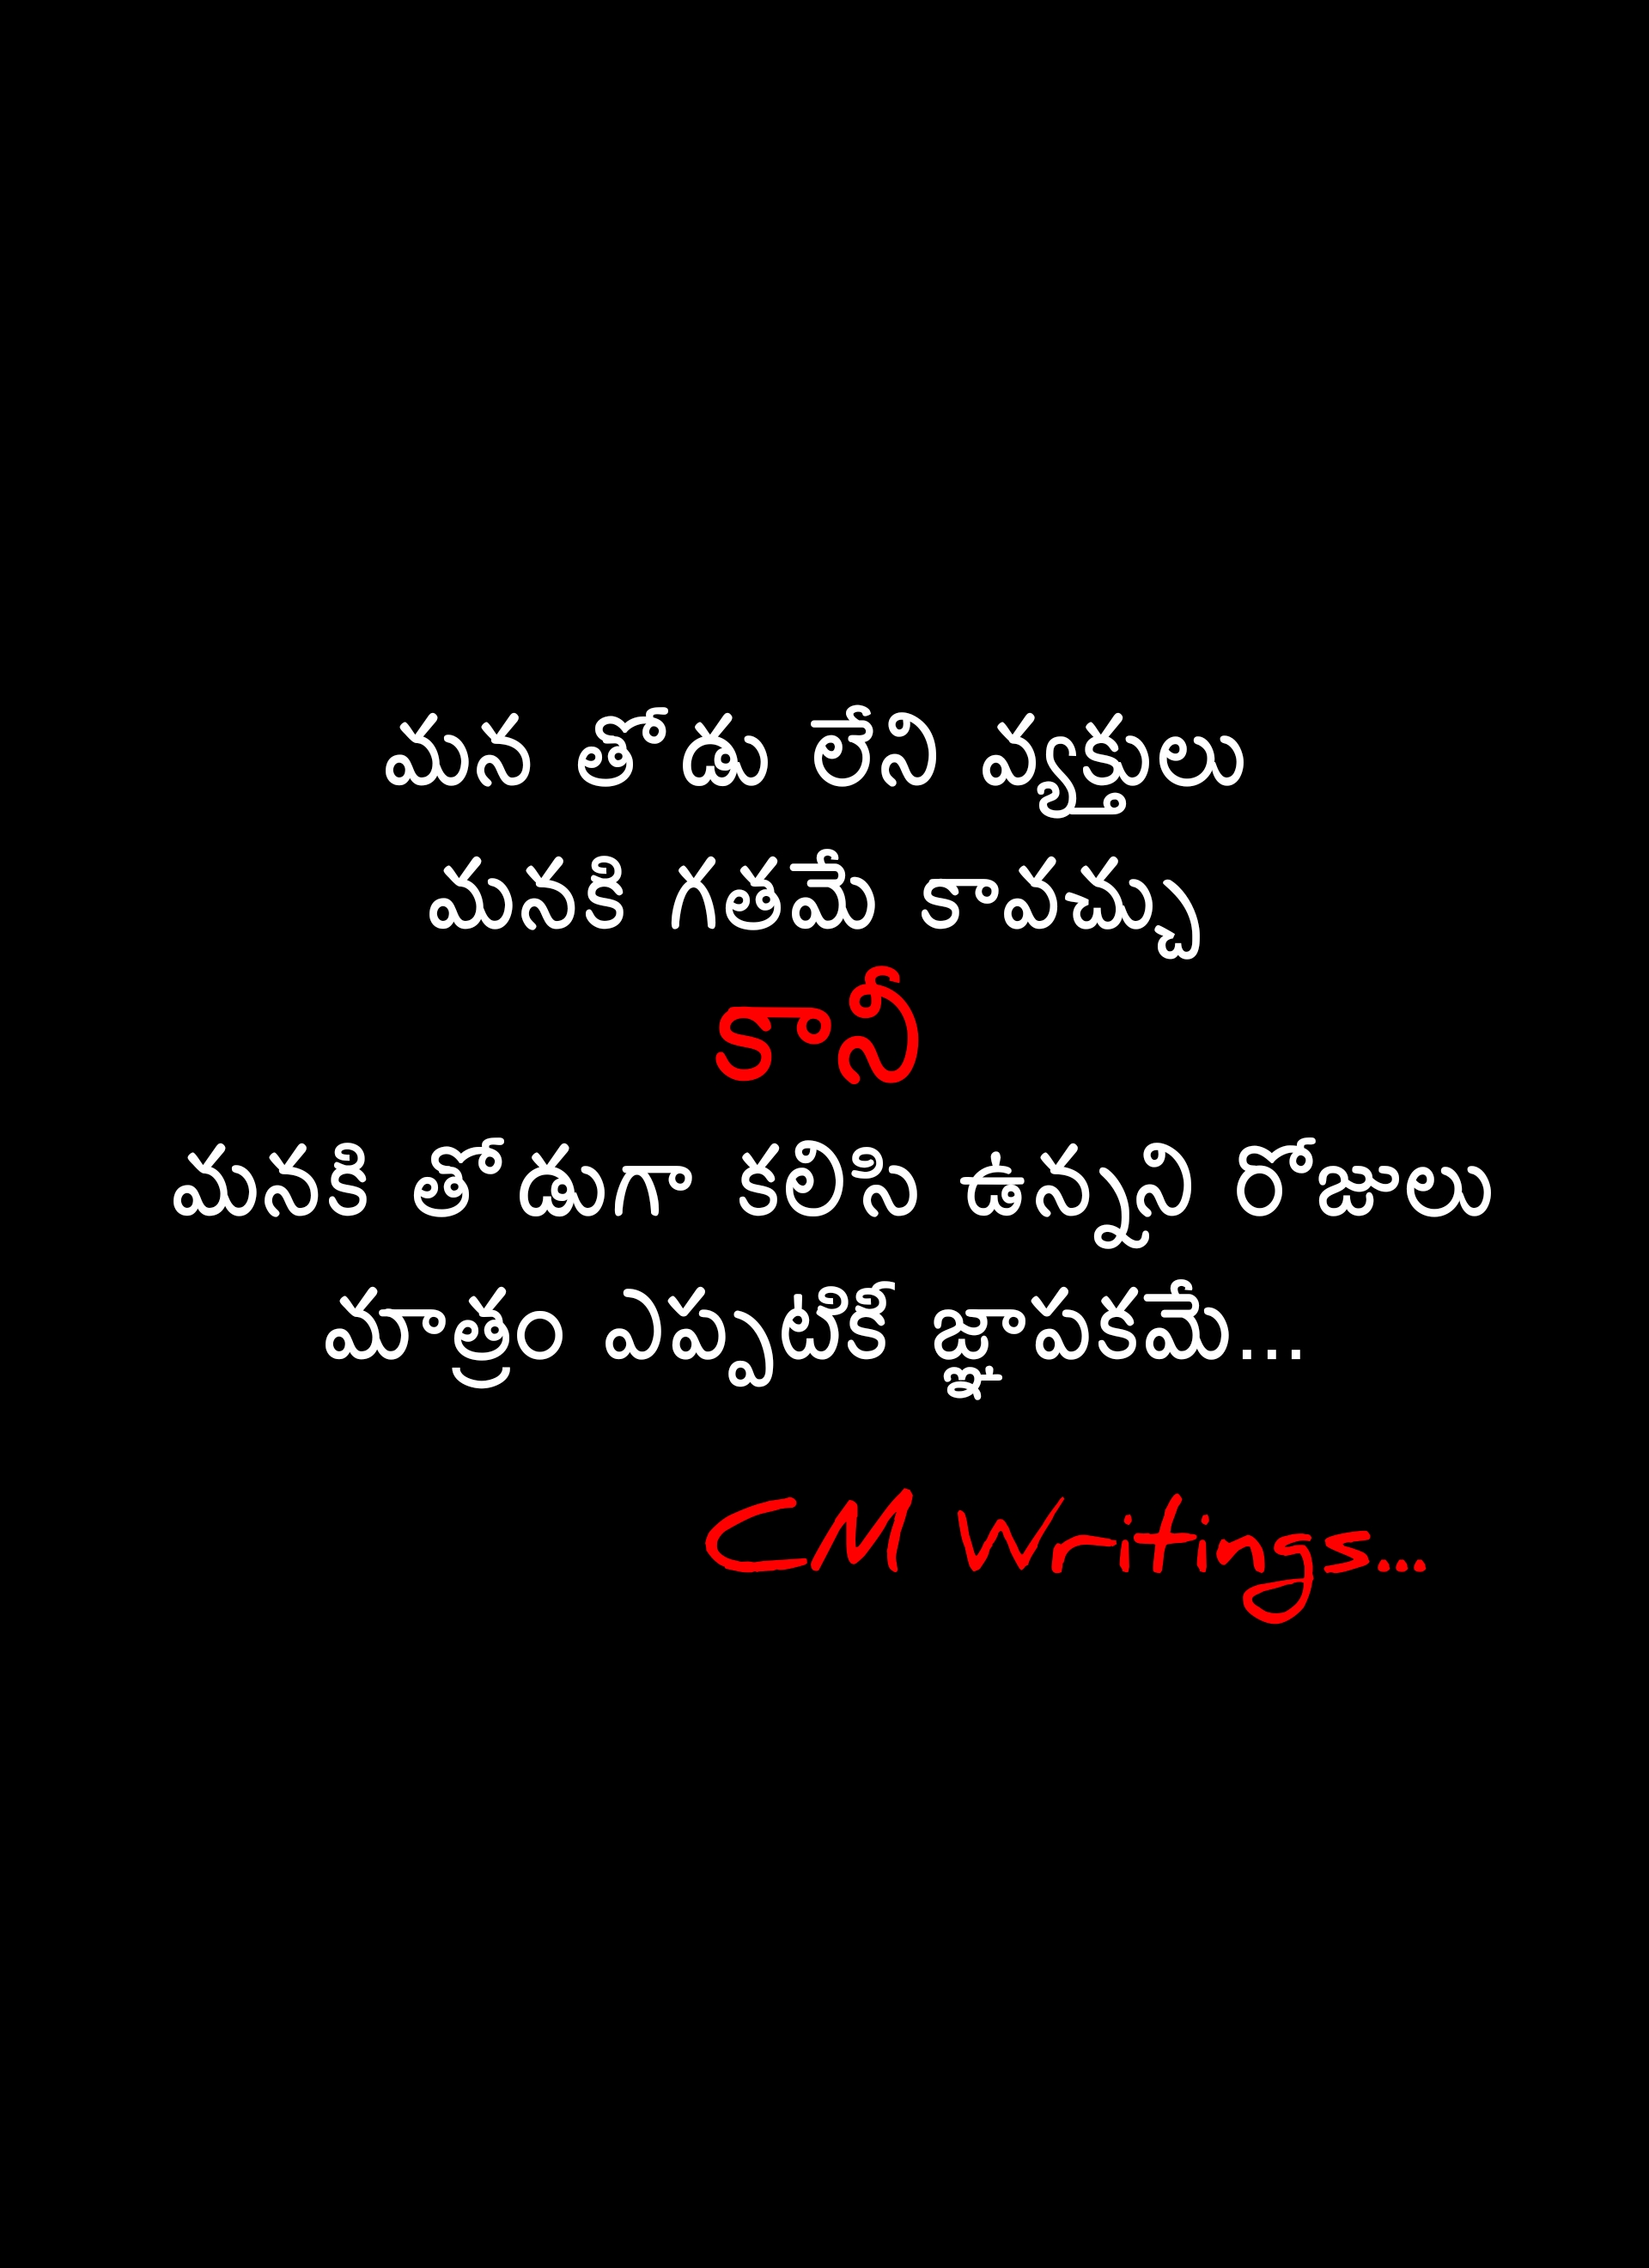 మన తోడు లేని వ్యక్తులు
మనకి గతమే కావచ్చు
కానీ
మనకి తోడుగా కలిసి ఉన్నని రోజులు
మాత్రం ఎప్పటికీ జ్ఞాపకమే...
CM Writings...